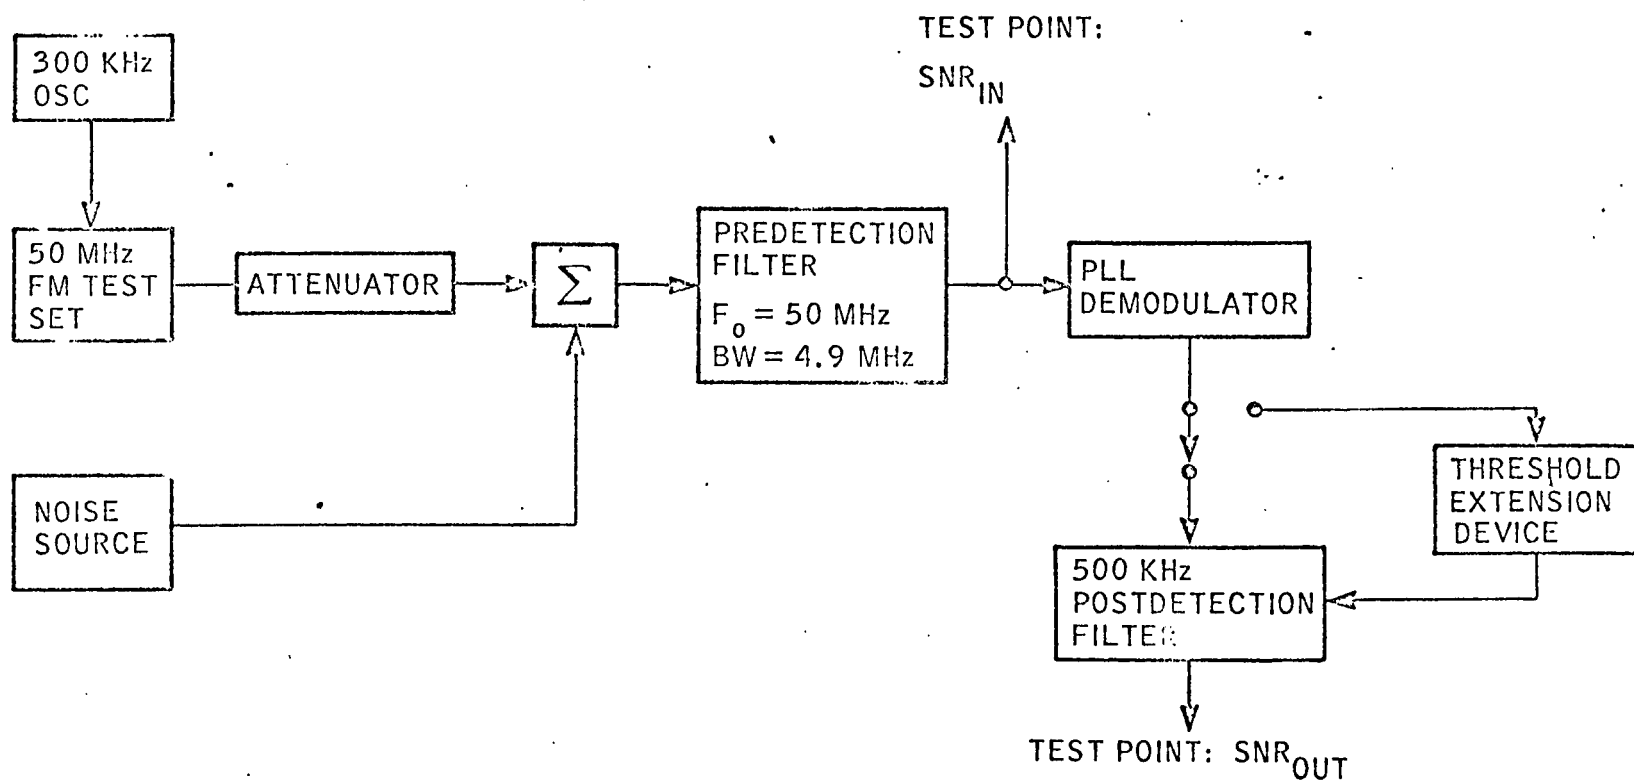 TEST POINT:
SNR_IN
300 KHz
OSC
50 MHz
FM TEST
SET
ATTENUATOR
Σ
PREDETECTION
FILTER
F_o = 50 MHz
BW = 4.9 MHz
PLL
DEMODULATOR
NOISE
SOURCE
THRESHOLD
EXTENSION
DEVICE
500 KHz
POSTDETECTION
FILTER
TEST POINT: SNR_OUT